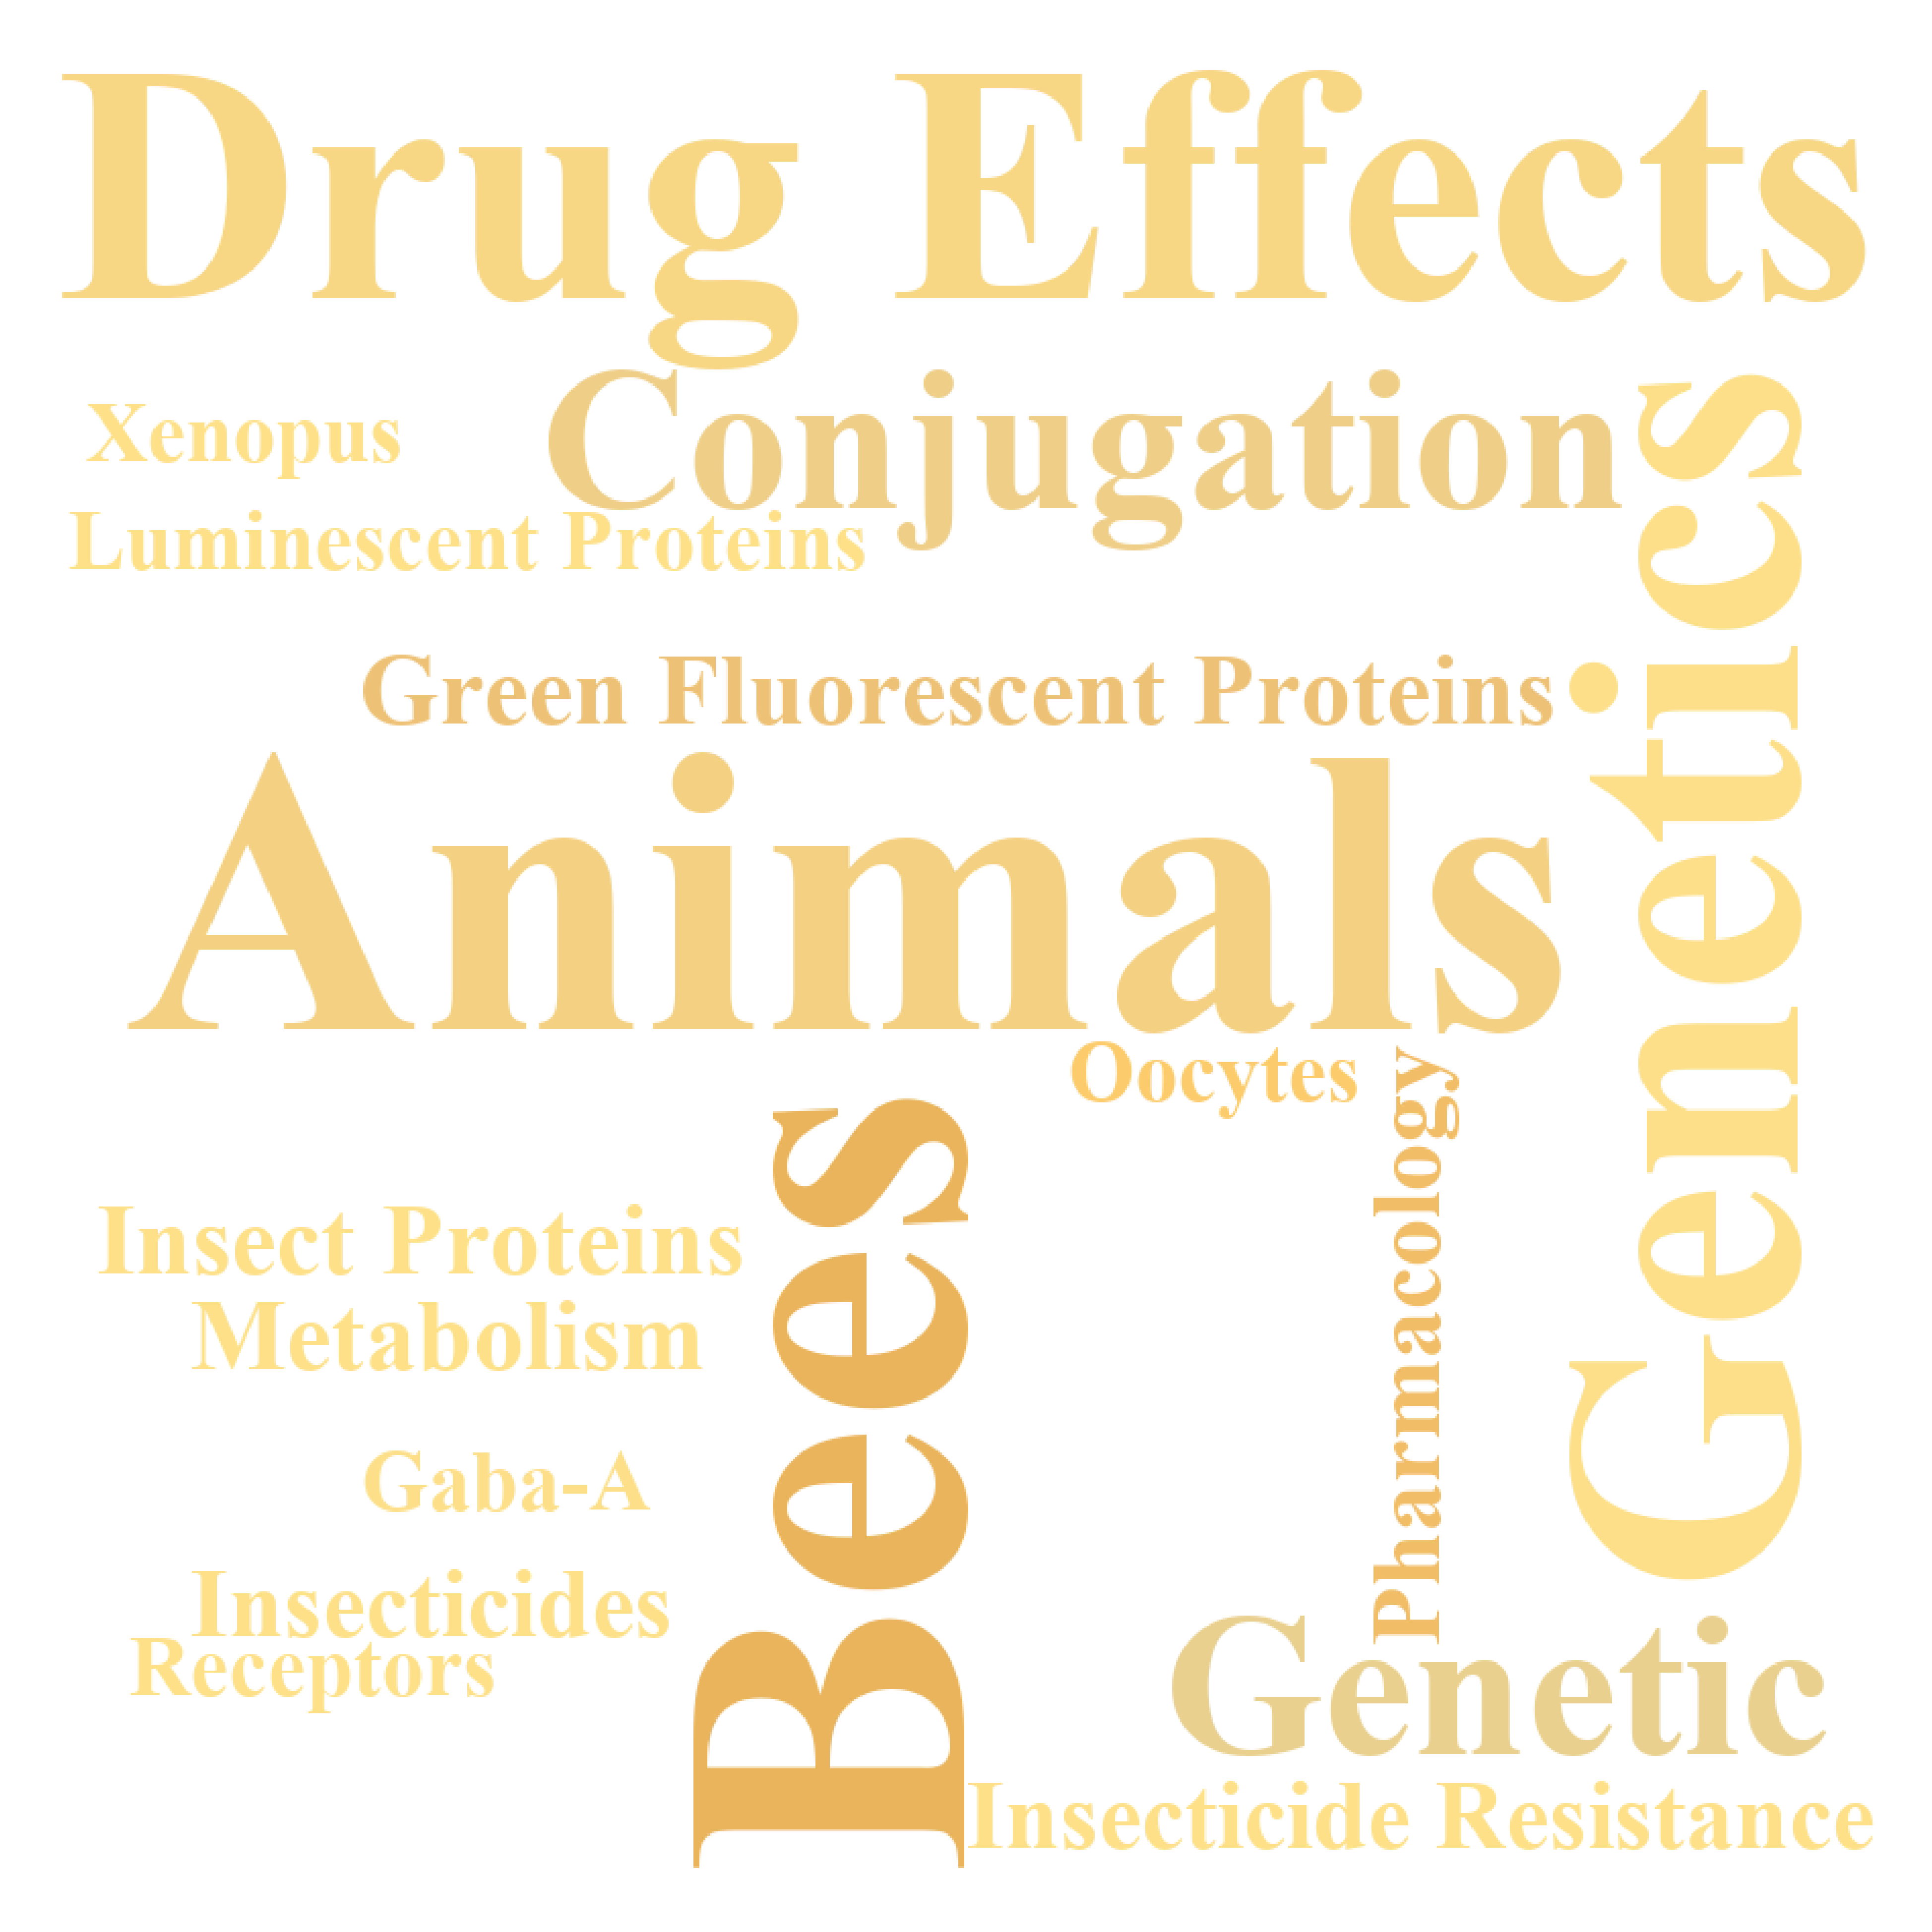 Drug Effects
Conjugation
Xenopus
Luminescent Proteins
Genetics
Green Fluorescent Proteins
Animals
Oocytes
Pharmacology
Bees
Insect Proteins
Metabolism
Gaba-A
Insecticides
Receptors
Genetic
Insecticide Resistance